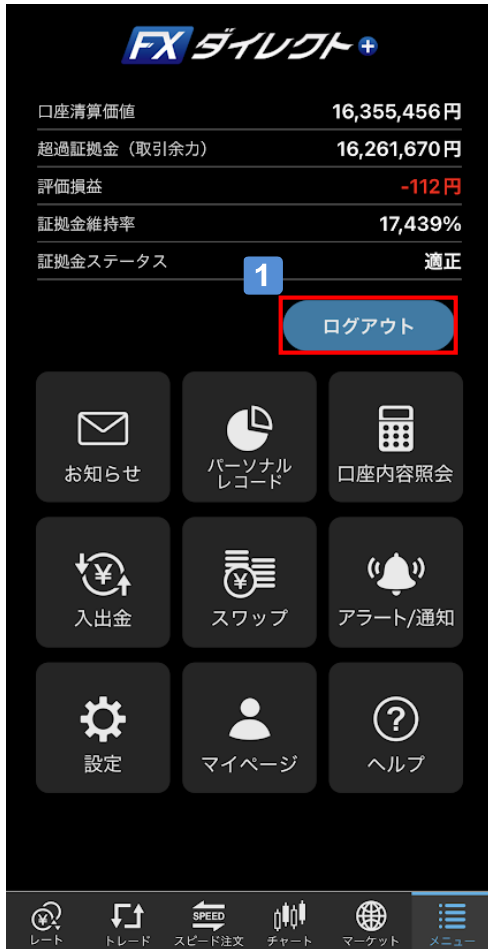 FX ダイレクト+
口座清算価値 16,355,456円
超過証拠金（取引余力） 16,261,670円
評価損益 -112円
証拠金維持率 17,439%
証拠金ステータス 適正
1
ログアウト
お知らせ
パーソナル
レコード
口座内容照会
¥
入出金
¥
スワップ
アラート/通知
設定
マイページ
?
ヘルプ
¥
レート
トレード
SPEED
スピード注文
チャート
マーケット
メニュー